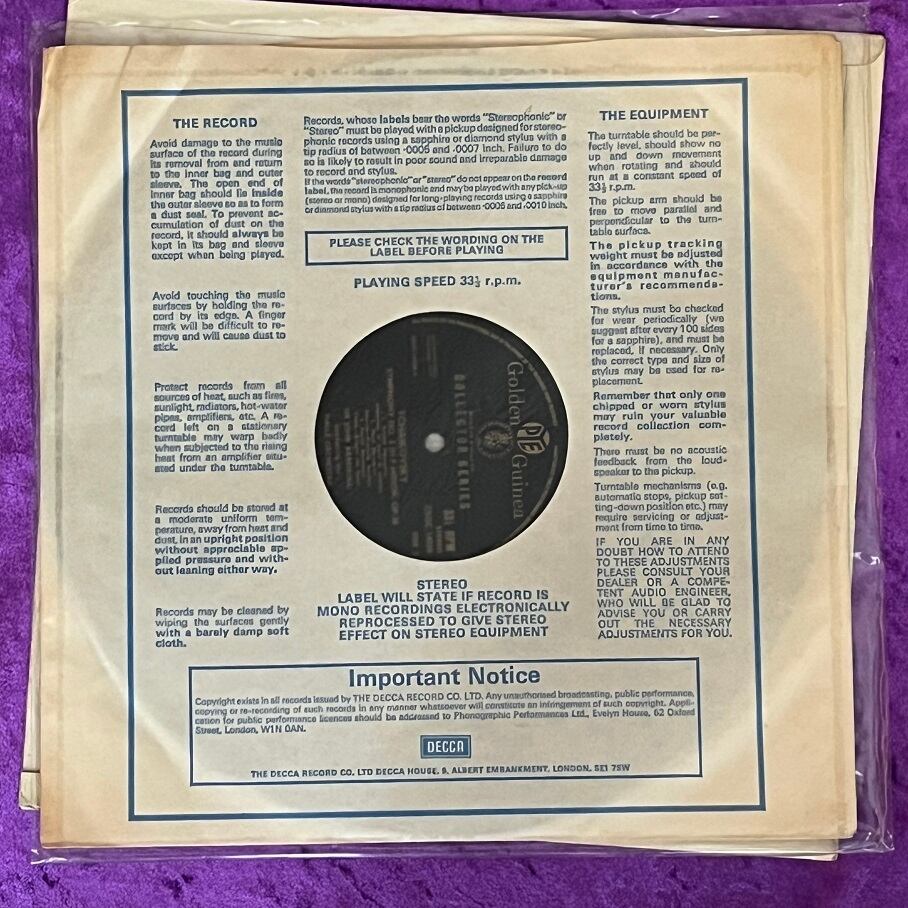 THE RECORD
Avoid damage to the music
surface of the record during
its removal from and return
to the inner bag and outer
sleeve. The open end of
inner bag should lie inside
the outer sleeve so as to form
a dust seal. To prevent ac-
cumulation of dust on the
record, it should always be
kept in its bag and sleeve
except when being played.
Avoid touching the music
surfaces by holding the re-
cord by its edge. A finger
mark will be difficult to re-
move and will cause dust to
stick.
Protect records from all
sources of heat, such as fires,
sunlight, radiators, hot-water
pipes, amplifiers, etc. A re-
cord left on a stationary
turntable may warp badly
when subjected to the rising
heat from an amplifier situ-
ated under the turntable.
Records should be stored at
a moderate uniform tem-
perature, away from heat and
dust, in an upright position
without appreciable ap-
plied pressure and with-
out leaning either way.
Records may be cleaned by
wiping the surfaces gently
with a barely damp soft
cloth.
Records, whose labels bear the words "Stereophonic" or
"Stereo" must be played with a pickup designed for stereo-
phonic records using a sapphire or diamond stylus with a
tip radius of between ·0005 and ·0007 inch. Failure to do
so is likely to result in poor sound and irreparable damage
to record and stylus.
If the words "stereophonic" or "stereo" do not appear on the record
label, the record is monophonic and may be played with any pick-up
(stereo or mono) designed for long-playing records using a sapphire
or diamond stylus with a tip radius of between ·0005 and ·0010 inch.
PLEASE CHECK THE WORDING ON THE
LABEL BEFORE PLAYING
PLAYING SPEED 33⅓ r.p.m.
Golden PYE Guinea
COLLECTOR SERIES
STEREO
LABEL WILL STATE IF RECORD IS
MONO RECORDINGS ELECTRONICALLY
REPROCESSED TO GIVE STEREO
EFFECT ON STEREO EQUIPMENT
THE EQUIPMENT
The turntable should be per-
fectly level, should show no
up and down movement
when rotating and should
run at a constant speed of
33⅓ r.p.m.
The pickup arm should be
free to move parallel and
perpendicular to the turn-
table surface.
The pickup tracking
weight must be adjusted
in accordance with the
equipment manufac-
turer's recommenda-
tions.
The stylus must be checked
for wear periodically (we
suggest after every 100 sides
for a sapphire), and must be
replaced, if necessary. Only
the correct type and size of
stylus may be used for re-
placement.
Remember that only one
chipped or worn stylus
may ruin your valuable
record collection com-
pletely.
There must be no acoustic
feedback from the loud-
speaker to the pickup.
Turntable mechanisms (e.g.
automatic stops, pickup set-
ting-down position etc.) may
require servicing or adjust-
ment from time to time.
IF YOU ARE IN ANY
DOUBT HOW TO ATTEND
TO THESE ADJUSTMENTS
PLEASE CONSULT YOUR
DEALER OR A COMPE-
TENT AUDIO ENGINEER,
WHO WILL BE GLAD TO
ADVISE YOU OR CARRY
OUT THE NECESSARY
ADJUSTMENTS FOR YOU.
Important Notice
Copyright exists in all records issued by THE DECCA RECORD CO. LTD. Any unauthorised broadcasting, public performance,
copying or re-recording of such records in any manner whatsoever will constitute an infringement of such copyright. Appli-
cation for public performance licences should be addressed to Phonographic Performances Ltd., Evelyn House, 62 Oxford
Street, London, W1N 0AN.
DECCA
THE DECCA RECORD CO. LTD DECCA HOUSE, 9, ALBERT EMBANKMENT, LONDON, SE1 7SW